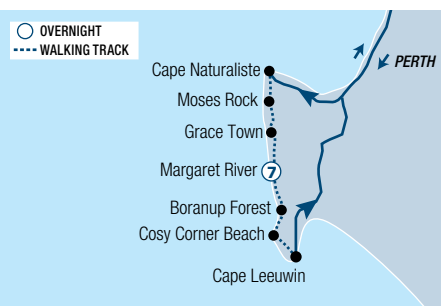 OVERNIGHT
WALKING TRACK
PERTH
Cape Naturaliste
Moses Rock
Grace Town
Margaret River 7
Boranup Forest
Cosy Corner Beach
Cape Leeuwin